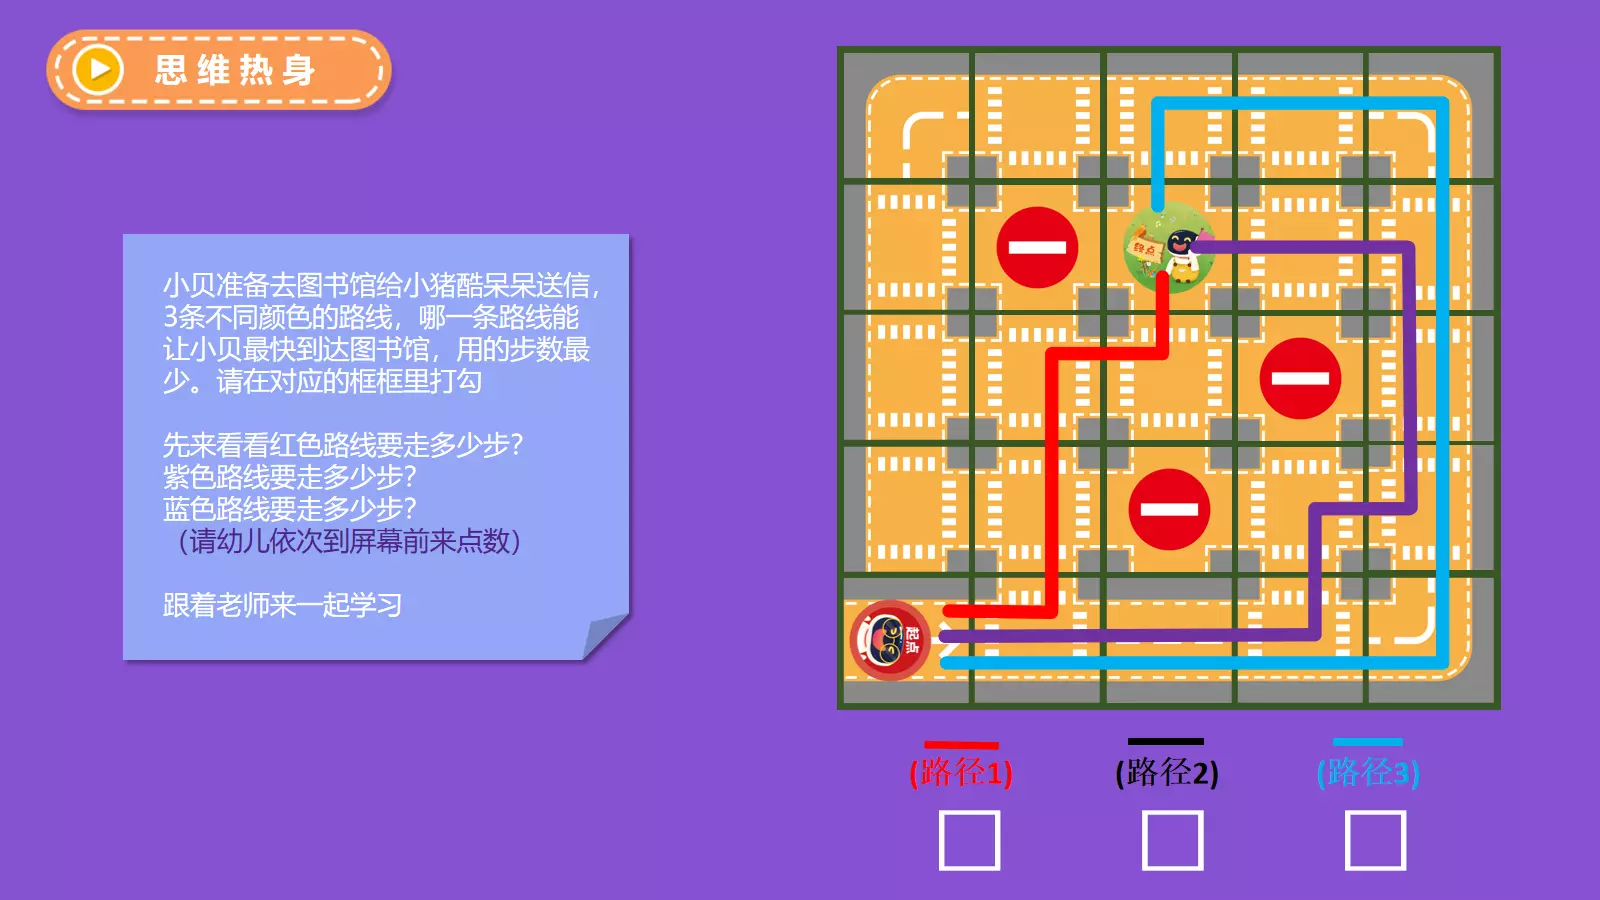 思维热身
小贝准备去图书馆给小猪酷呆呆送信，
3条不同颜色的路线，哪一条路线能
让小贝最快到达图书馆，用的步数最
少。请在对应的框框里打勾
先来看看红色路线要走多少步？
紫色路线要走多少步？
蓝色路线要走多少步？
（请幼儿依次到屏幕前来点数）
跟着老师来一起学习
终点
起点
(路径1)
(路径2)
(路径3)